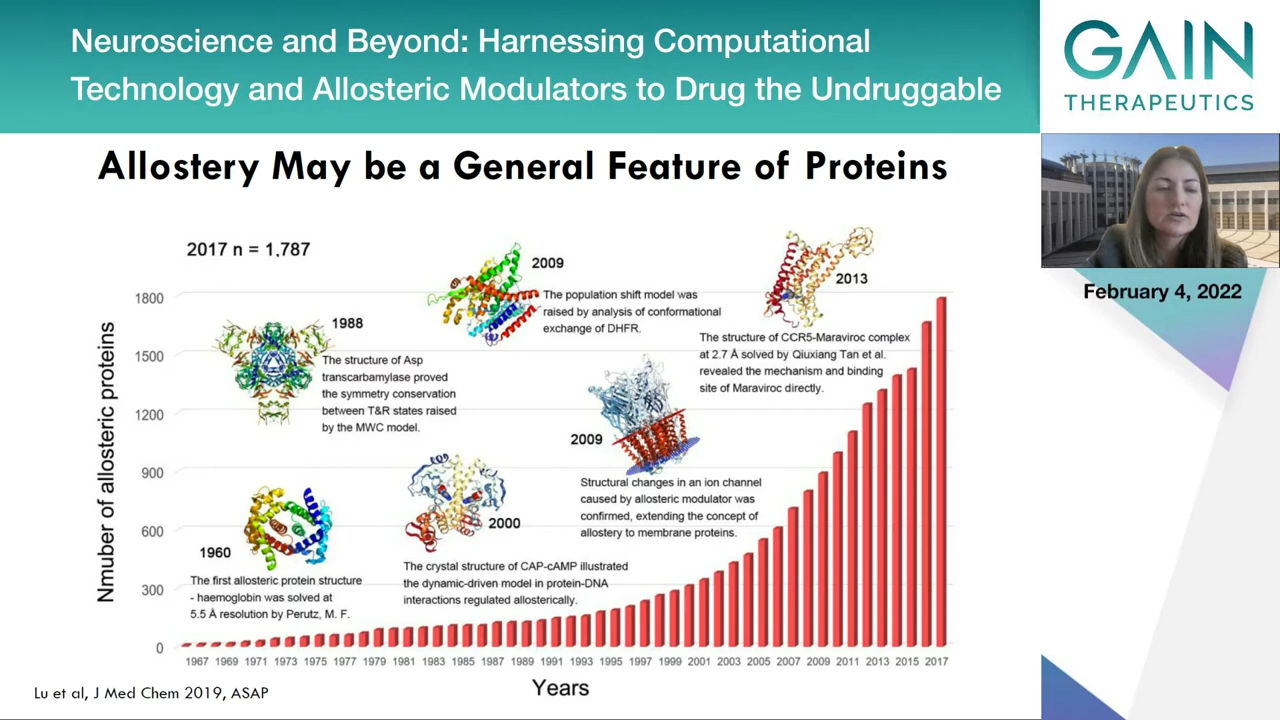 Neuroscience and Beyond: Harnessing Computational
Technology and Allosteric Modulators to Drug the Undruggable
GAIN
THERAPEUTICS
February 4, 2022
Allostery May be a General Feature of Proteins
2017 n = 1,787
Nmuber of allosteric proteins
1800
1500
1200
900
600
300
0
1960
The first allosteric protein structure
- haemoglobin was solved at
5.5 Å resolution by Perutz, M. F.
1988
The structure of Asp
transcarbamylase proved
the symmetry conservation
between T&R states raised
by the MWC model.
2000
The crystal structure of CAP-cAMP illustrated
the dynamic-driven model in protein-DNA
interactions regulated allosterically.
2009
The population shift model was
raised by analysis of conformational
exchange of DHFR.
2009
Structural changes in an ion channel
caused by allosteric modulator was
confirmed, extending the concept of
allostery to membrane proteins.
2013
The structure of CCR5-Maraviroc complex
at 2.7 Å solved by Qiuxiang Tan et al.
revealed the mechanism and binding
site of Maraviroc directly.
1967 1969 1971 1973 1975 1977 1979 1981 1983 1985 1987 1989 1991 1993 1995 1997 1999 2001 2003 2005 2007 2009 2011 2013 2015 2017
Years
Lu et al, J Med Chem 2019, ASAP